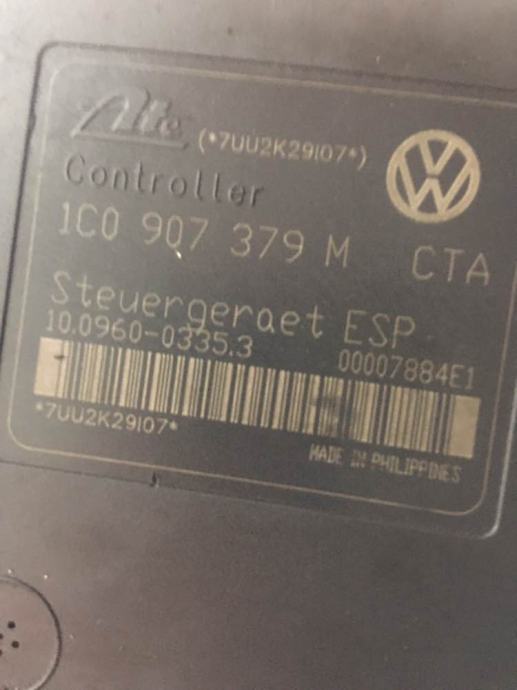 Ate (*7UU2K29I07*)
Controller
1C0 907 379 M CTA
Steuergeraet ESP
10.0960-0335.3 00007884E1
*7UU2K29I07*
MADE IN PHILIPPINES